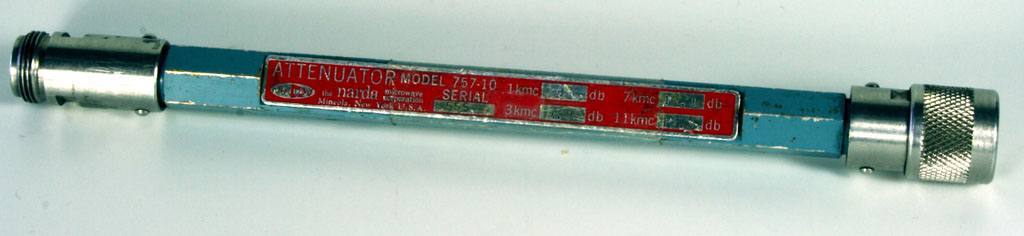 ATTENUATOR MODEL 757-10
the narda microwave corporation
Mineola, New York U.S.A.
SERIAL
1kmc db 7kmc db
3kmc db 11kmc db